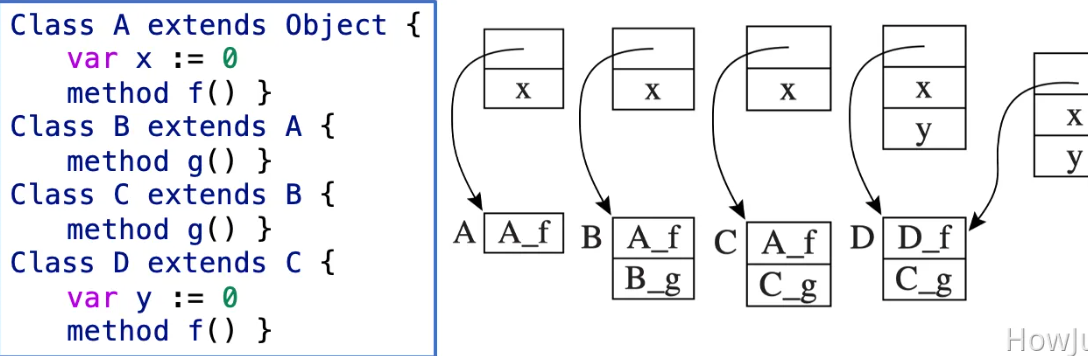 Class A extends Object {
var x := 0
method f() }
Class B extends A {
method g() }
Class C extends B {
method g() }
Class D extends C {
var y := 0
method f() }
x
x
x
x
y
x
y
A A_f
B A_f
B_g
C A_f
C_g
D D_f
C_g